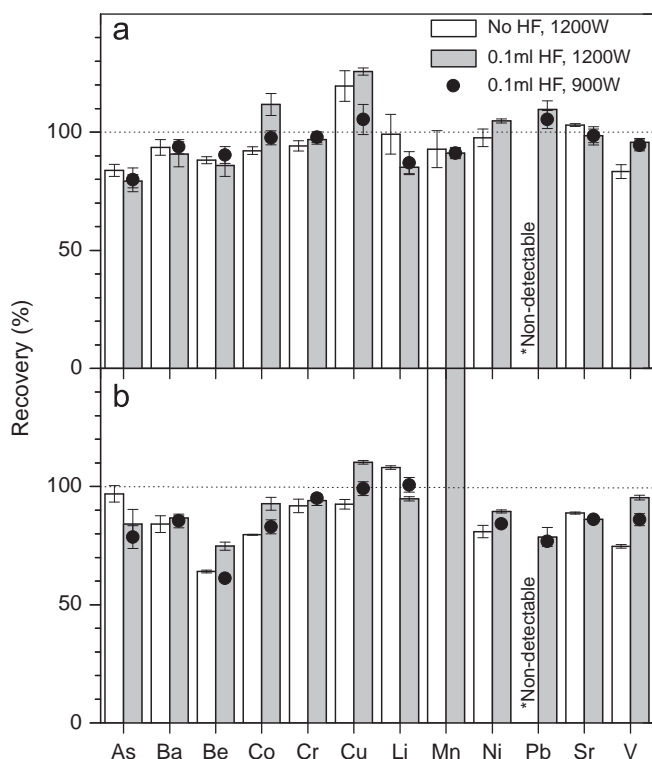 a
No HF, 1200W
0.1ml HF, 1200W
0.1ml HF, 900W
100
50
0
*Non-detectable
Recovery (%)
b
100
50
0
*Non-detectable
As Ba Be Co Cr Cu Li Mn Ni Pb Sr V